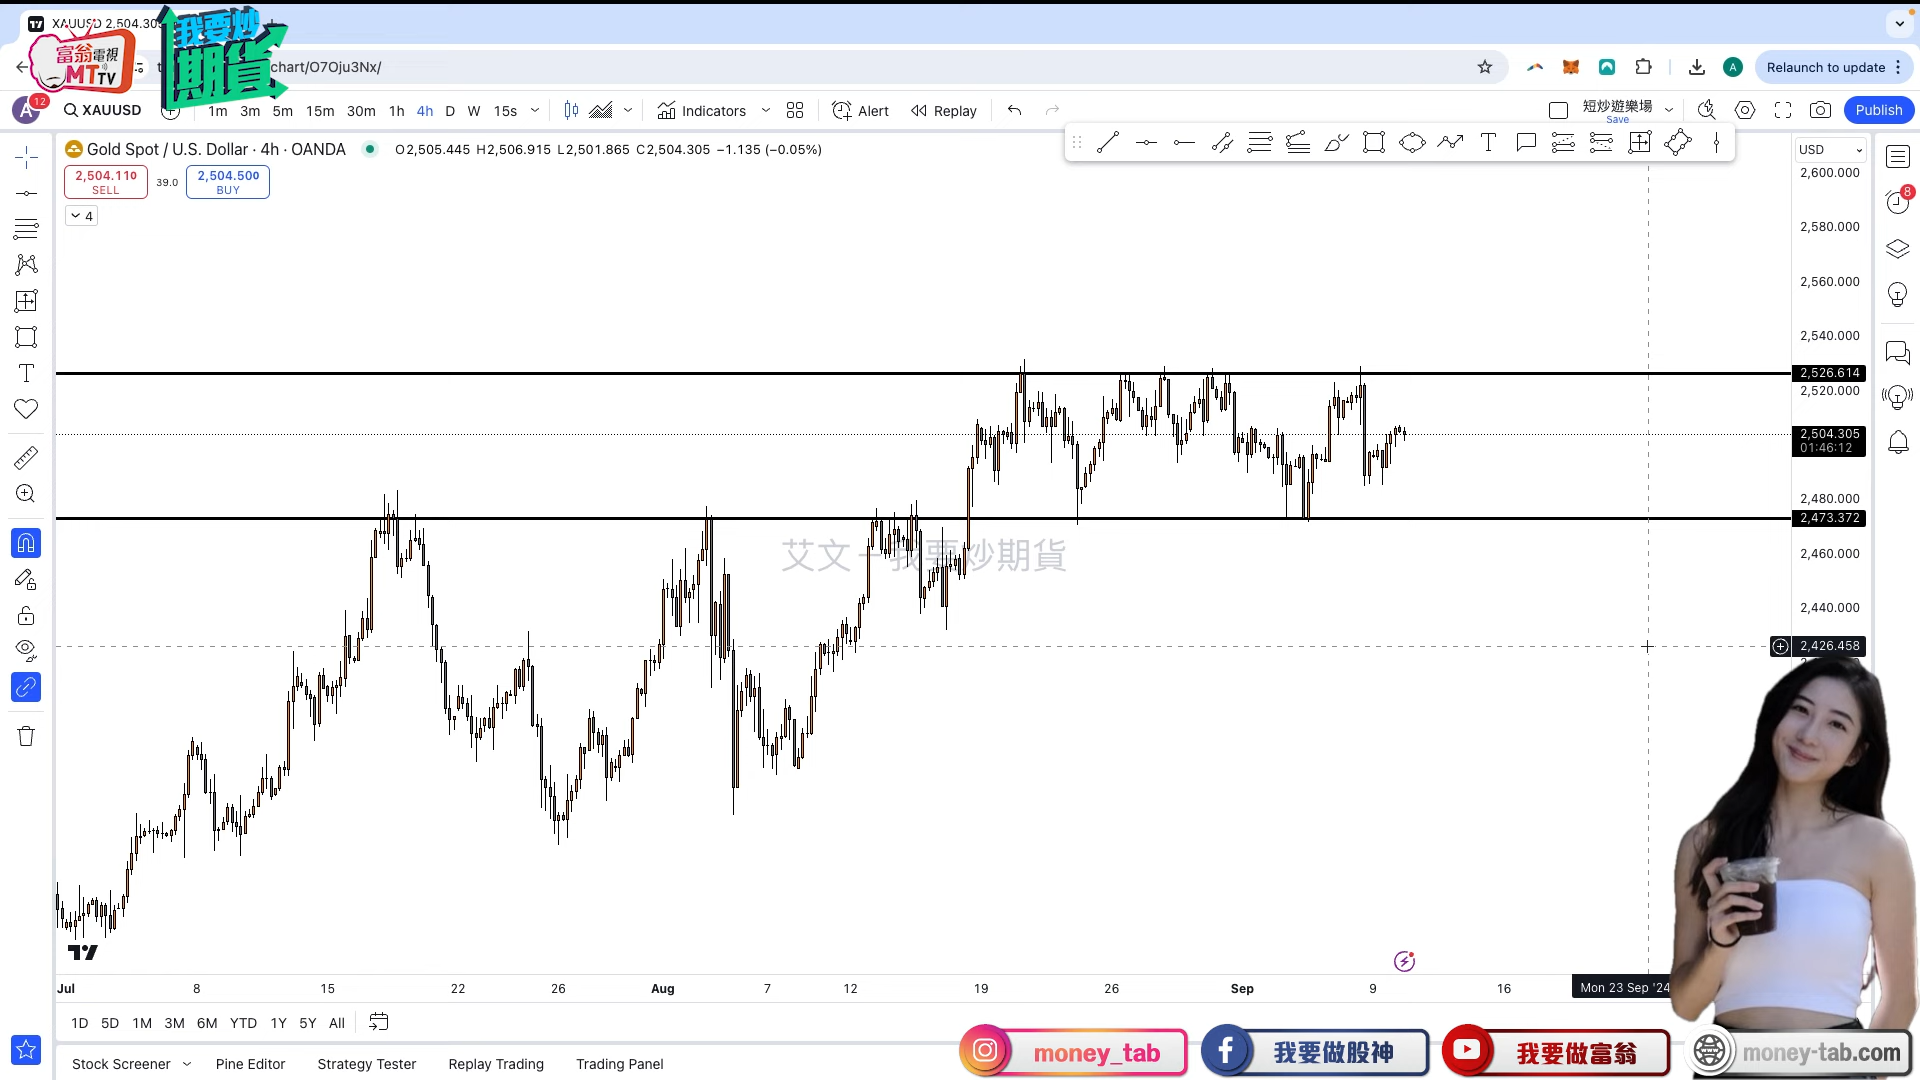 XAUUSD 2,504.305
富翁電視
MTTV
我要炒
期貨
chart/O7Oju3Nx/
Relaunch to update
A
A
12
XAUUSD
1m 3m 5m 15m 30m 1h 4h D W 15s
Indicators
Alert
Replay
短炒遊樂場
Save
Publish
Gold Spot / U.S. Dollar · 4h · OANDA
O2,505.445 H2,506.915 L2,501.865 C2,504.305 −1.135 (−0.05%)
USD
2,504.110
SELL
39.0
2,504.500
BUY
4
8
2,600.000
2,580.000
2,560.000
2,540.000
2,526.614
2,520.000
2,504.305
01:46:12
2,480.000
2,473.372
2,460.000
2,440.000
2,426.458
艾文－我要炒期貨
Jul 8 15 22 26 Aug 7 12 19 26 Sep 9 16
Mon 23 Sep '24
1D 5D 1M 3M 6M YTD 1Y 5Y All
Stock Screener
Pine Editor
Strategy Tester
Replay Trading
Trading Panel
money_tab
我要做股神
我要做富翁
money-tab.com